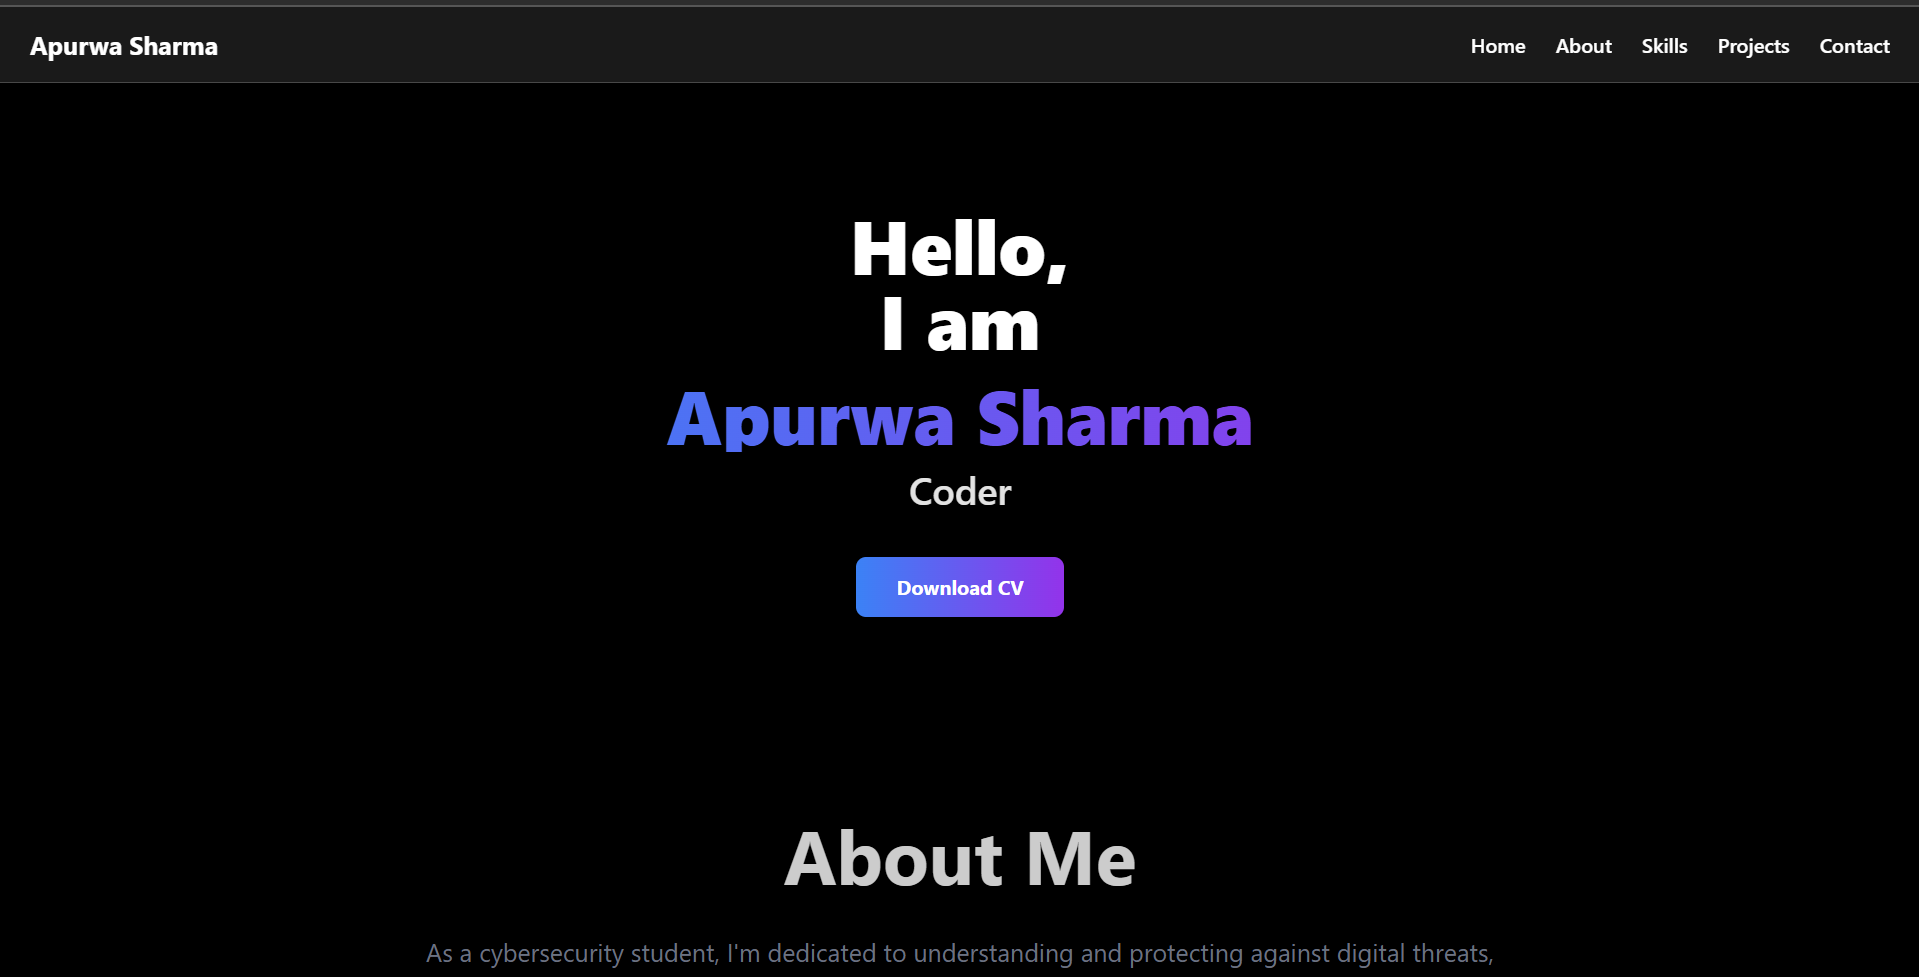 Apurwa Sharma
Home About Skills Projects Contact
Hello,
I am
Apurwa Sharma
Coder
Download CV
About Me
As a cybersecurity student, I'm dedicated to understanding and protecting against digital threats,